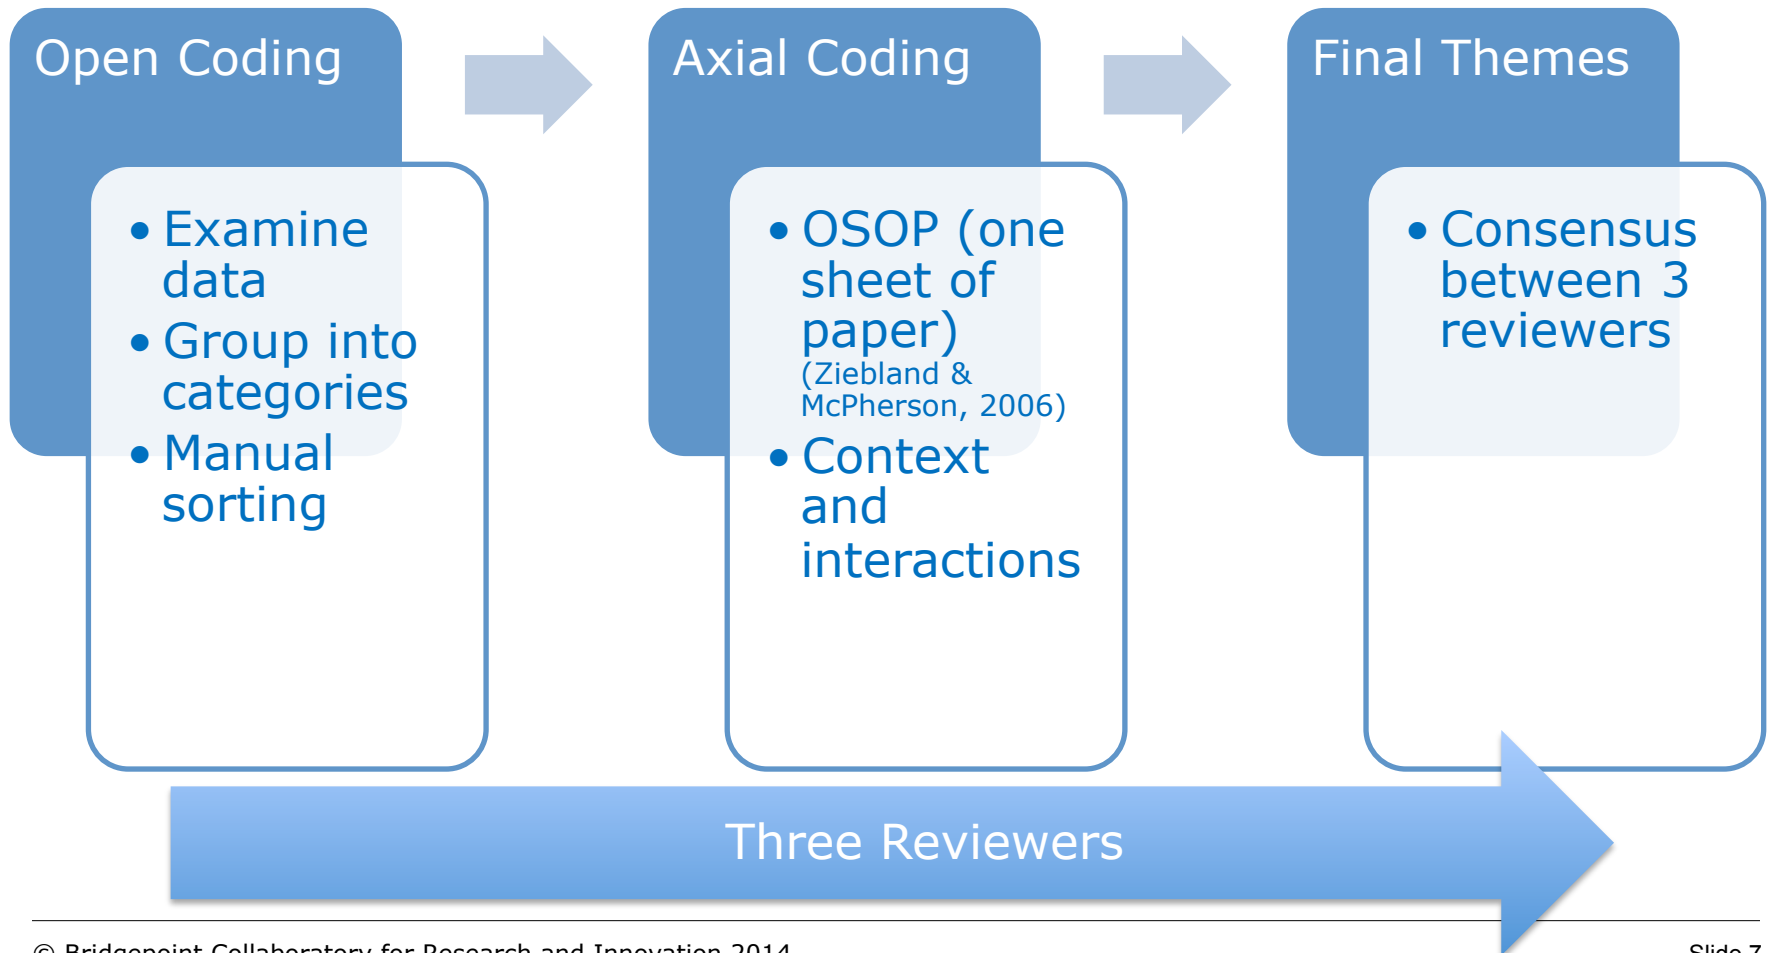 Open Coding
• Examine
data
• Group into
categories
• Manual
sorting
Axial Coding
• OSOP (one
sheet of
paper)
(Ziebland &
McPherson, 2006)
• Context
and
interactions
Final Themes
• Consensus
between 3
reviewers
Three Reviewers
© Bridgepoint Collaboratory for Research and Innovation 2014
Slide 7